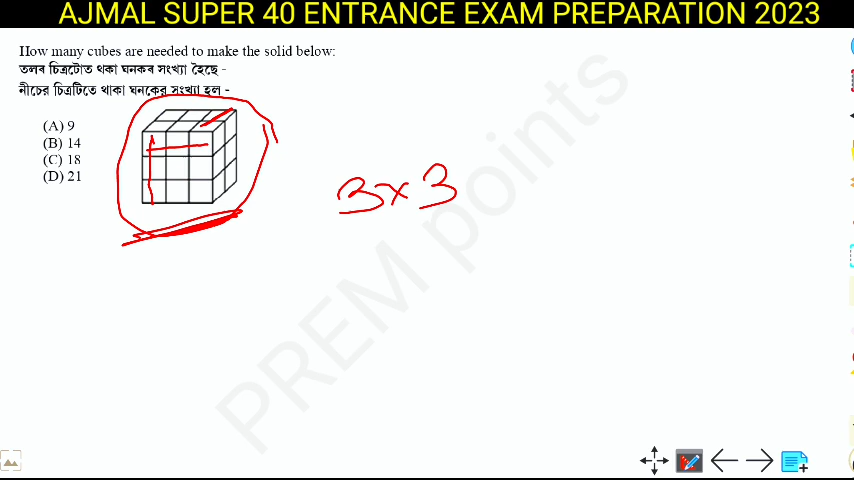 AJMAL SUPER 40 ENTRANCE EXAM PREPARATION 2023
How many cubes are needed to make the solid below:
তলৰ চিত্ৰটোত থকা ঘনকৰ সংখ্যা হৈছে -
নীচের চিত্রটিতে থাকা ঘনকের সংখ্যা হল -
(A) 9
(B) 14
(C) 18
(D) 21
3x3
PREM points